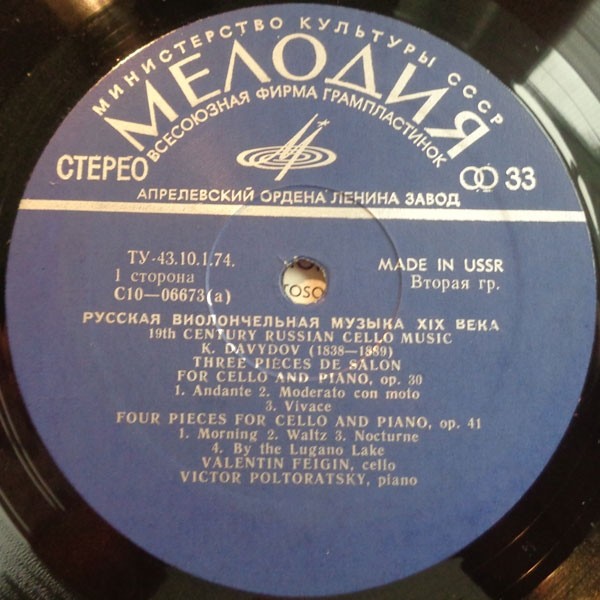 МИНИСТЕРСТВО КУЛЬТУРЫ СССР
МЕЛОДИЯ
ВСЕСОЮЗНАЯ ФИРМА ГРАМПЛАСТИНОК
СТЕРЕО
33
АПРЕЛЕВСКИЙ ОРДЕНА ЛЕНИНА ЗАВОД
ТУ-43.10.1.74.
MADE IN USSR
1 сторона
Вторая гр.
С10—06673(а)
TOSO
РУССКАЯ ВИОЛОНЧЕЛЬНАЯ МУЗЫКА XIX ВЕКА
19th CENTURY RUSSIAN CELLO MUSIC
K. DAVYDOV (1838—1889)
THREE PIECES DE SALON
FOR CELLO AND PIANO, op. 30
1. Andante 2. Moderato con moto
3. Vivace
FOUR PIECES FOR CELLO AND PIANO, op. 41
1. Morning 2. Waltz 3. Nocturne
4. By the Lugano Lake
VALENTIN FEIGIN, cello
VICTOR POLTORATSKY, piano